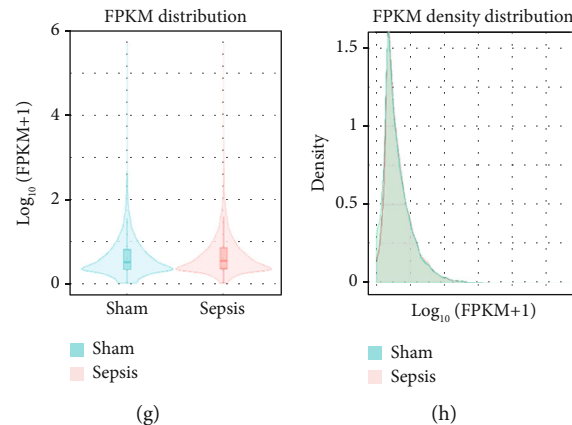 FPKM distribution
Log10 (FPKM+1)
6
4
2
0
Sham
Sepsis
Sham
Sepsis
(g)
FPKM density distribution
Density
1.5
1
0.5
0
Log10 (FPKM+1)
Sham
Sepsis
(h)